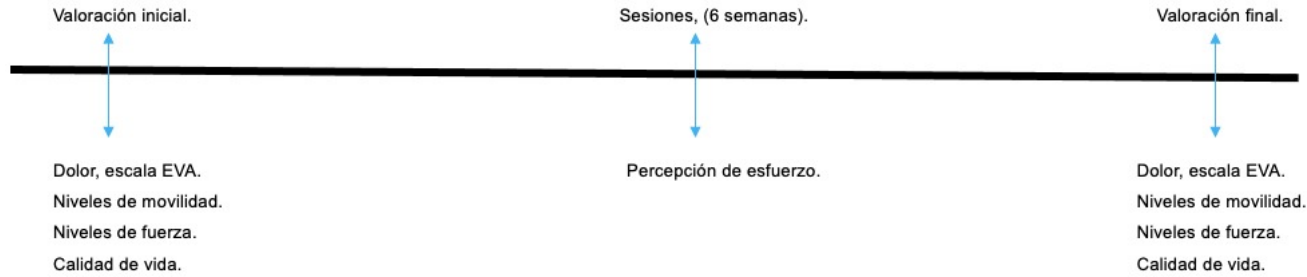 Valoración inicial.
Sesiones, (6 semanas).
Valoración final.
Dolor, escala EVA.
Niveles de movilidad.
Niveles de fuerza.
Calidad de vida.
Percepción de esfuerzo.
Dolor, escala EVA.
Niveles de movilidad.
Niveles de fuerza.
Calidad de vida.